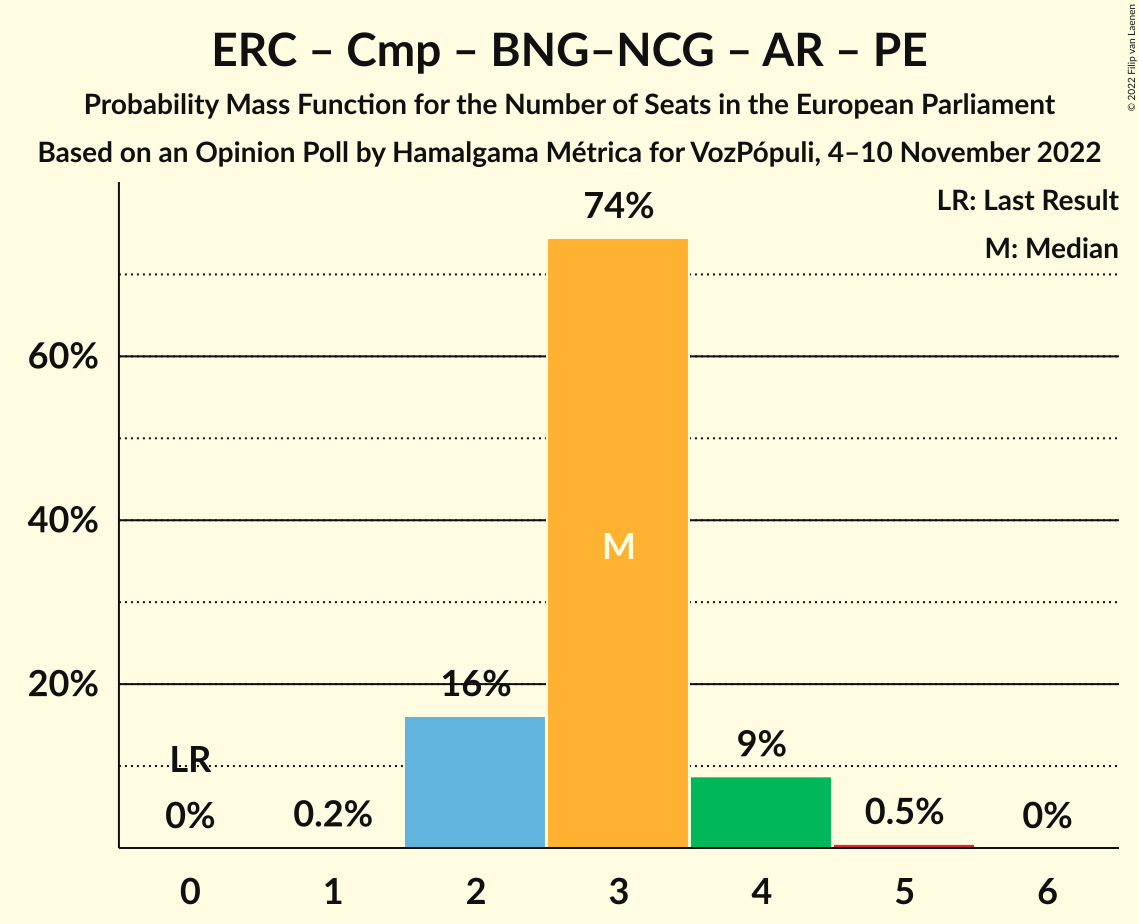 ERC – Cmp – BNG–NCG – AR – PE
Probability Mass Function for the Number of Seats in the European Parliament
Based on an Opinion Poll by Hamalgama Métrica for VozPópuli, 4–10 November 2022
© 2022 Filip van Laenen
LR: Last Result
M: Median
74%
60%
40%
M
20%
16%
9%
LR
0%
0.2%
0.5%
0%
0 1 2 3 4 5 6